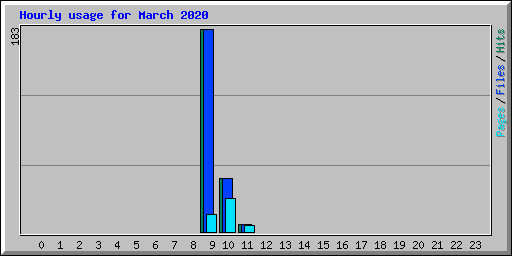 Hourly usage for March 2020
183
Pages/Files/Hits
0 1 2 3 4 5 6 7 8 9 10 11 12 13 14 15 16 17 18 19 20 21 22 23